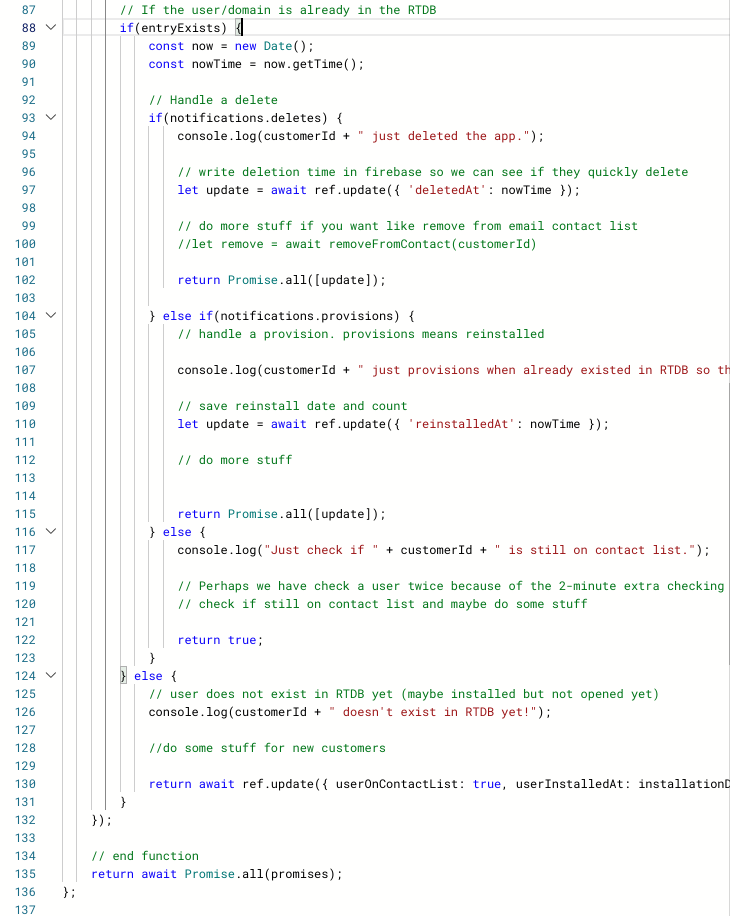 87 // If the user/domain is already in the RTDB
88 if(entryExists) {
89 const now = new Date();
90 const nowTime = now.getTime();
91
92 // Handle a delete
93 if(notifications.deletes) {
94 console.log(customerId + " just deleted the app.");
95
96 // write deletion time in firebase so we can see if they quickly delete
97 let update = await ref.update({ 'deletedAt': nowTime });
98
99 // do more stuff if you want like remove from email contact list
100 //let remove = await removeFromContact(customerId)
101
102 return Promise.all([update]);
103
104 } else if(notifications.provisions) {
105 // handle a provision. provisions means reinstalled
106
107 console.log(customerId + " just provisions when already existed in RTDB so th
108
109 // save reinstall date and count
110 let update = await ref.update({ 'reinstalledAt': nowTime });
111
112 // do more stuff
113
114
115 return Promise.all([update]);
116 } else {
117 console.log("Just check if " + customerId + " is still on contact list.");
118
119 // Perhaps we have check a user twice because of the 2-minute extra checking
120 // check if still on contact list and maybe do some stuff
121
122 return true;
123 }
124 } else {
125 // user does not exist in RTDB yet (maybe installed but not opened yet)
126 console.log(customerId + " doesn't exist in RTDB yet!");
127
128 //do some stuff for new customers
129
130 return await ref.update({ userOnContactList: true, userInstalledAt: installationD
131 }
132 });
133
134 // end function
135 return await Promise.all(promises);
136 };
137